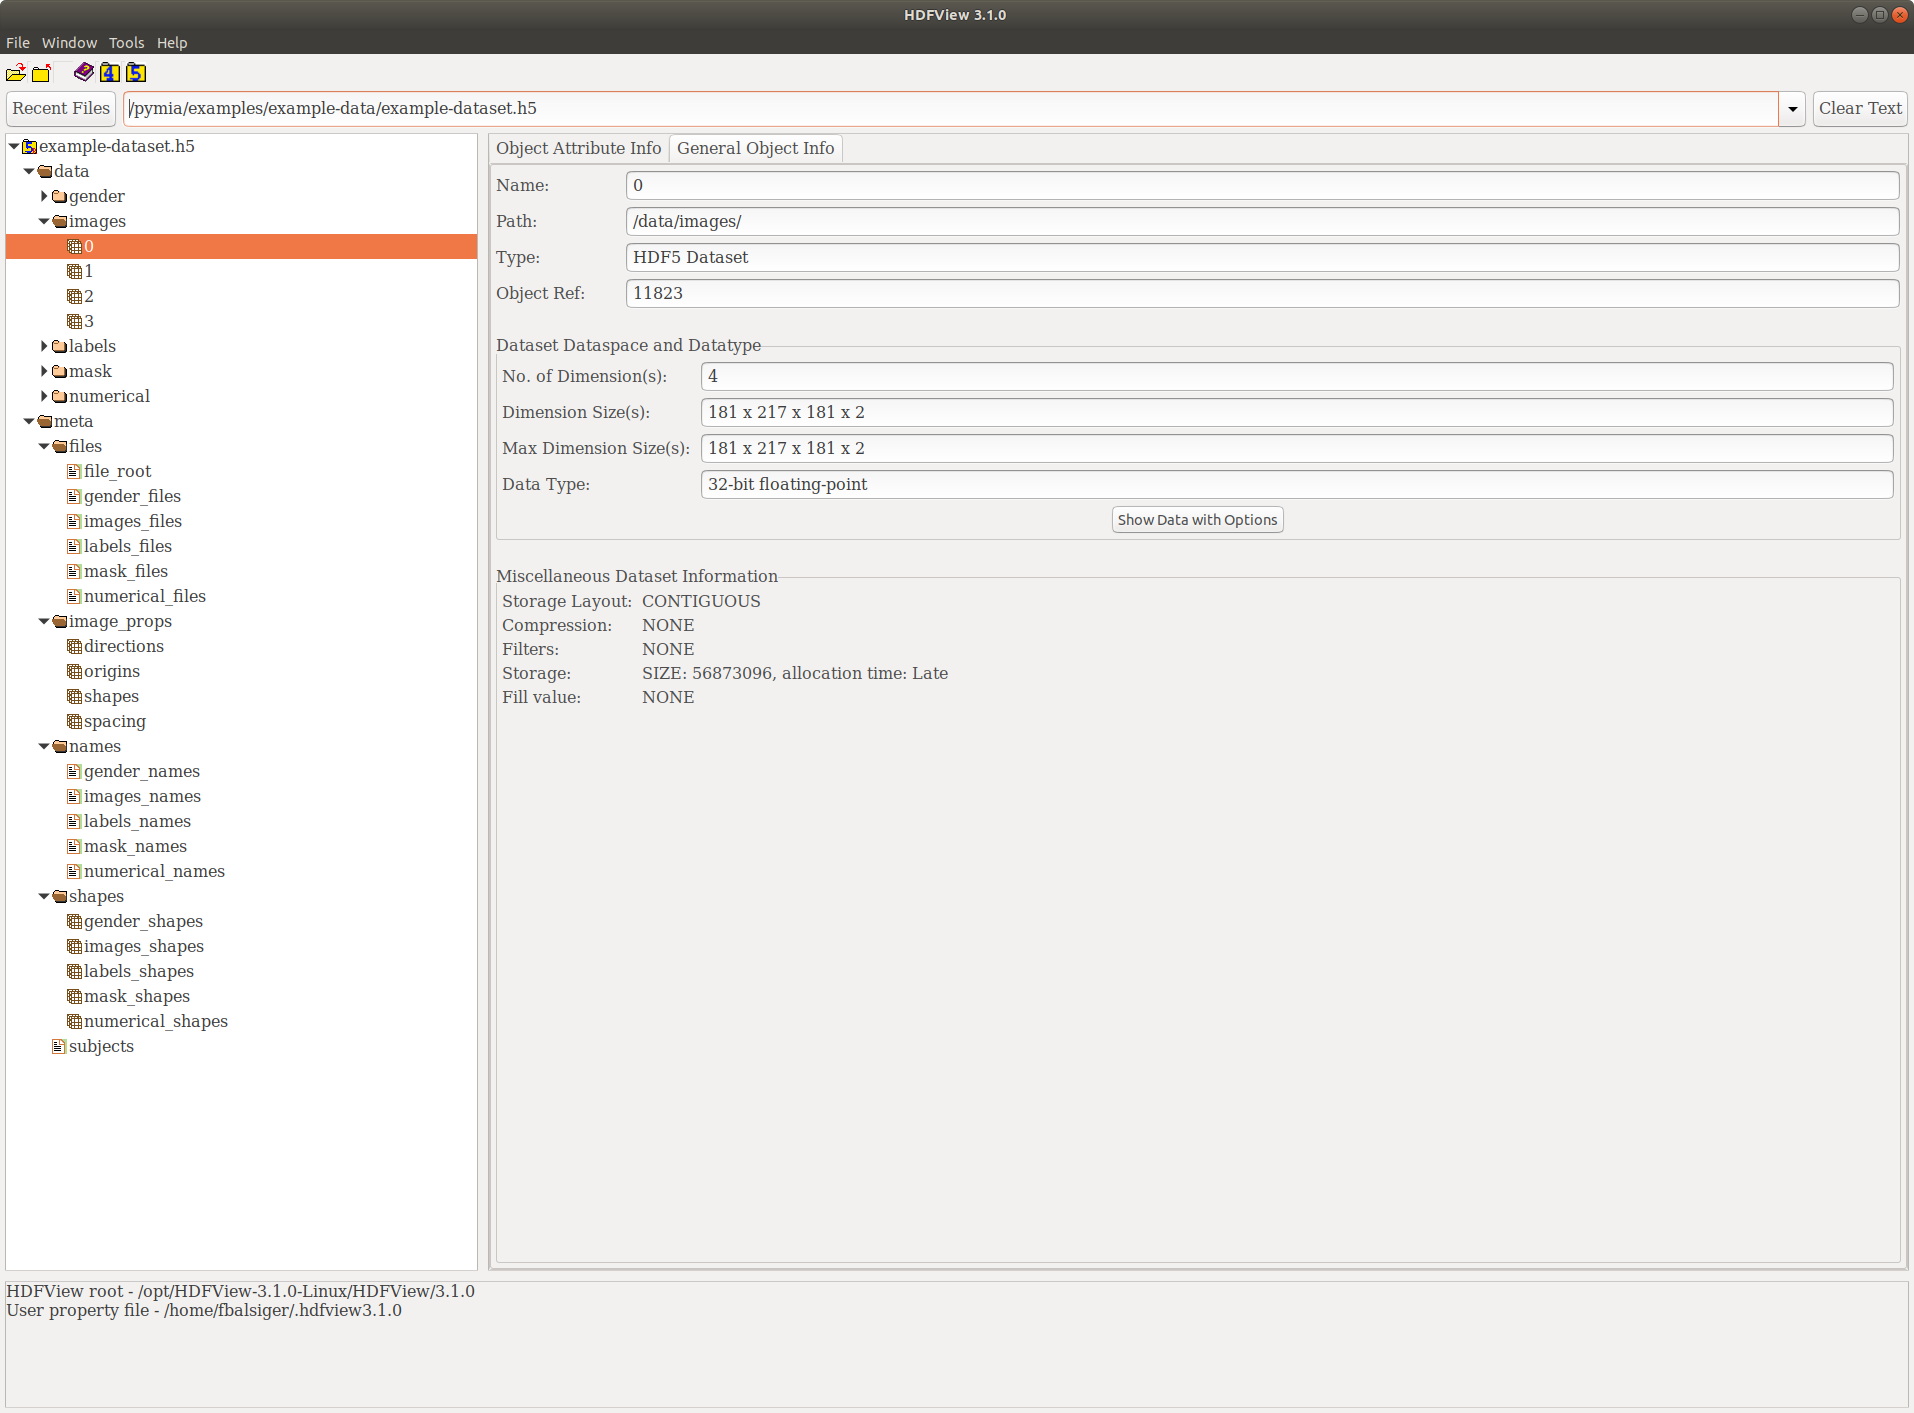 HDFView 3.1.0
File Window Tools Help
? 4 5
Recent Files /pymia/examples/example-data/example-dataset.h5 Clear Text
5 example-dataset.h5
data
gender
images
0
1
2
3
labels
mask
numerical
meta
files
file_root
gender_files
images_files
labels_files
mask_files
numerical_files
image_props
directions
origins
shapes
spacing
names
gender_names
images_names
labels_names
mask_names
numerical_names
shapes
gender_shapes
images_shapes
labels_shapes
mask_shapes
numerical_shapes
subjects
Object Attribute Info General Object Info
Name: 0
Path: /data/images/
Type: HDF5 Dataset
Object Ref: 11823
Dataset Dataspace and Datatype
No. of Dimension(s): 4
Dimension Size(s): 181 x 217 x 181 x 2
Max Dimension Size(s): 181 x 217 x 181 x 2
Data Type: 32-bit floating-point
Show Data with Options
Miscellaneous Dataset Information
Storage Layout: CONTIGUOUS
Compression: NONE
Filters: NONE
Storage: SIZE: 56873096, allocation time: Late
Fill value: NONE
HDFView root - /opt/HDFView-3.1.0-Linux/HDFView/3.1.0
User property file - /home/fbalsiger/.hdfview3.1.0